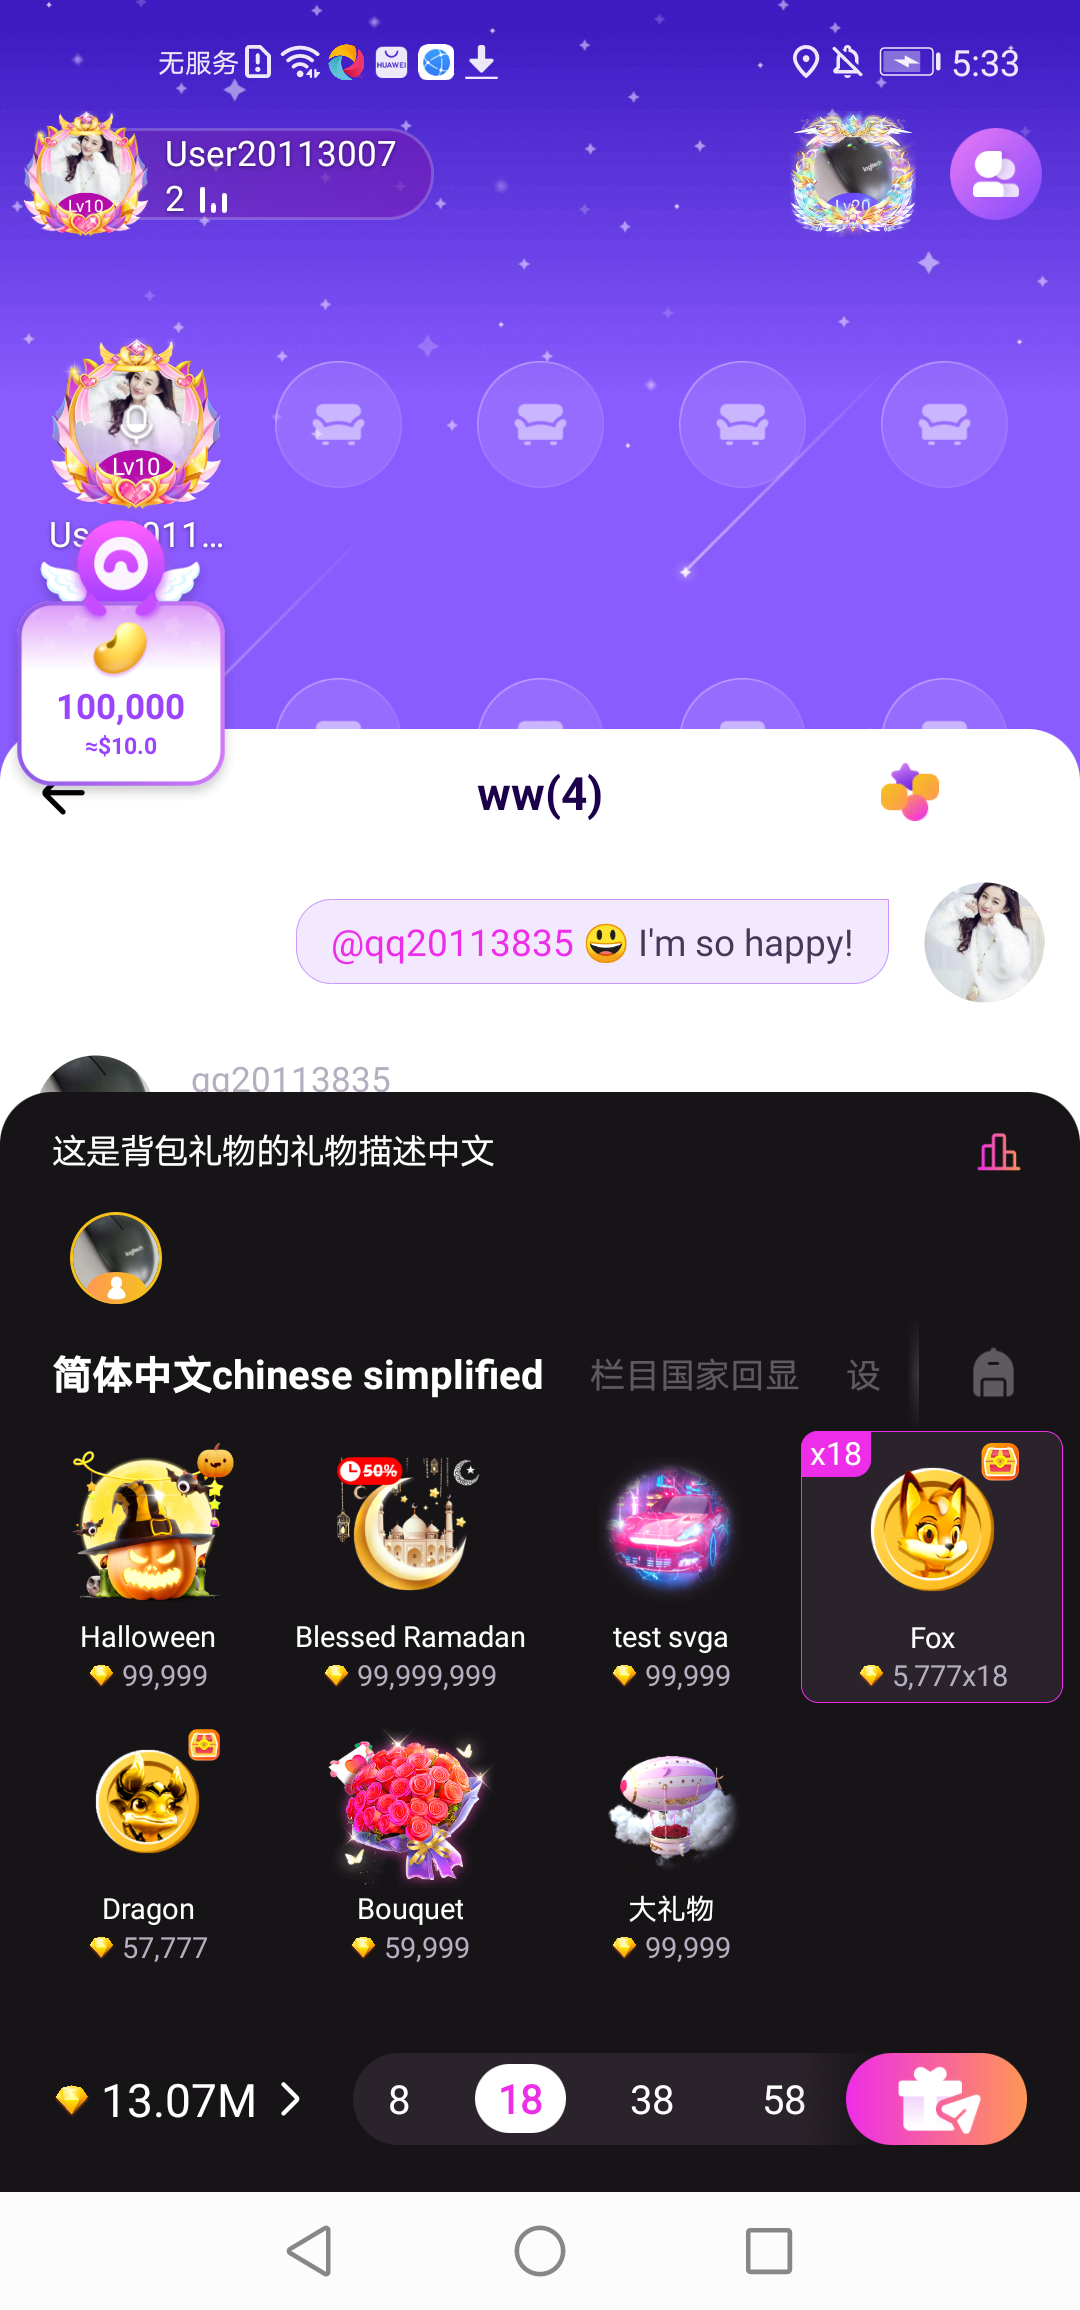 无服务 5:33
HUAWEI
User20113007
2
Lv10
Lv20
logitech
Lv10
Us 011...
100,000
≈$10.0
ww(4)
@qq20113835 😃 I'm so happy!
qq20113835
这是背包礼物的礼物描述中文
logitech
简体中文chinese simplified 栏目国家回显 设
50%
x18
Halloween
99,999
Blessed Ramadan
99,999,999
test svga
99,999
Fox
5,777x18
Dragon
57,777
Bouquet
59,999
大礼物
99,999
13.07M
8 18 38 58